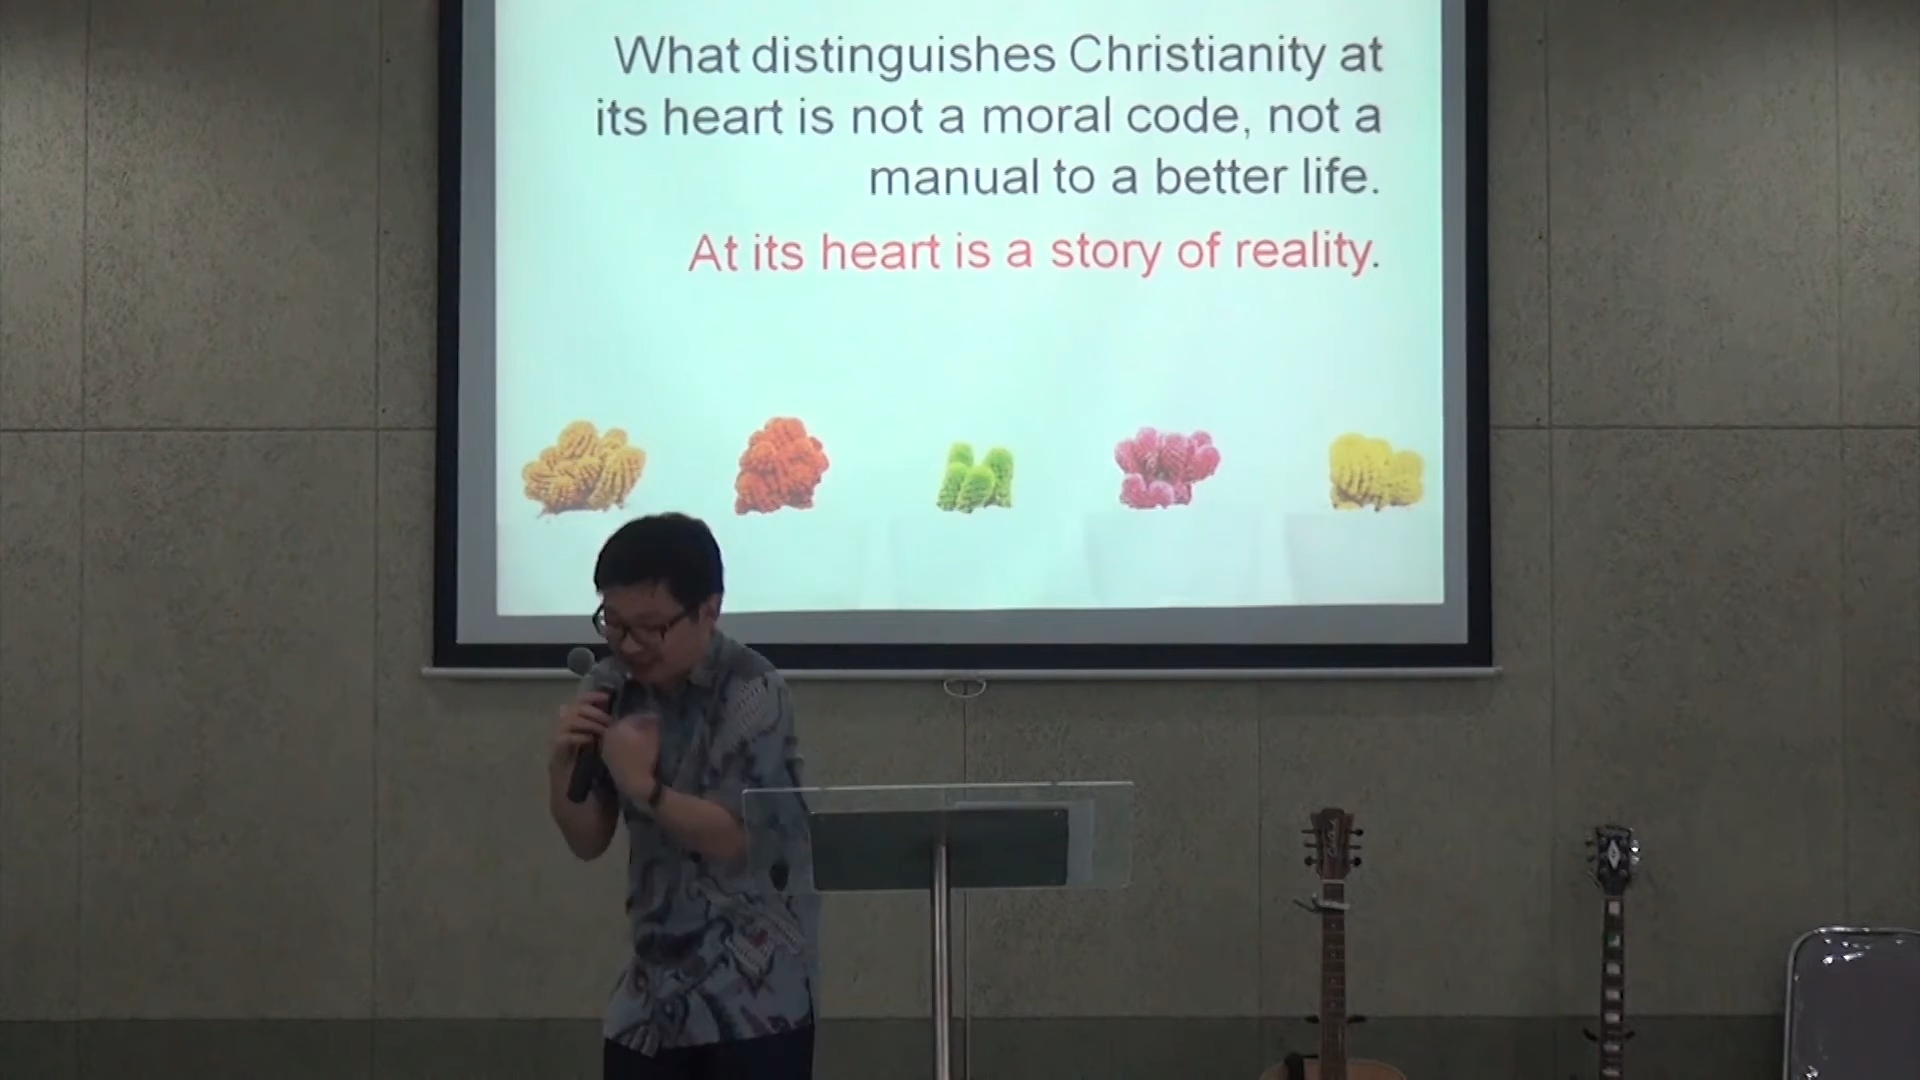 What distinguishes Christianity at
its heart is not a moral code, not a
manual to a better life.
At its heart is a story of reality.